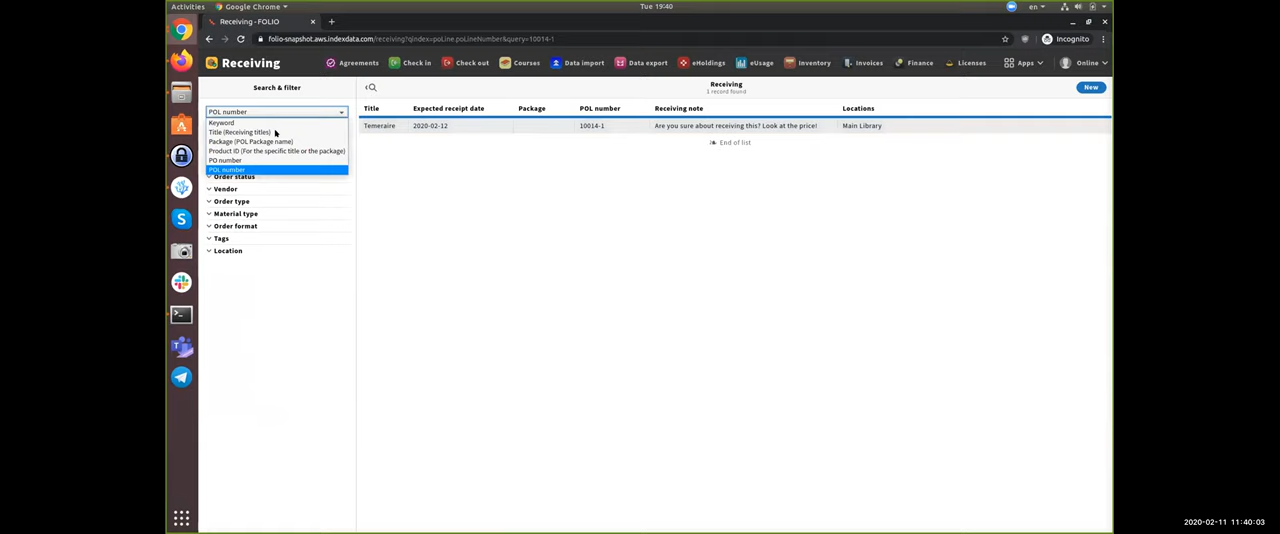 Activities Google Chrome Tue 19:40 en
Receiving - FOLIO
folio-snapshot.aws.indexdata.com/receiving?qindex=poLine.poLineNumber&query=10014-1 Incognito
Receiving Agreements Check in Check out Courses Data import Data export eHoldings eUsage Inventory Invoices Finance Licenses Apps Online
Search & filter
Receiving
1 record found
New
POL number
Keyword
Title (Receiving titles)
Package (POL Package name)
Product ID (For the specific title or the package)
PO number
POL number
Order status
Vendor
Order type
Material type
Order format
Tags
Location
Title Expected receipt date Package POL number Receiving note Locations
Temeraire 2020-02-12 10014-1 Are you sure about receiving this? Look at the price! Main Library
End of list
2020-02-11 11:40:03